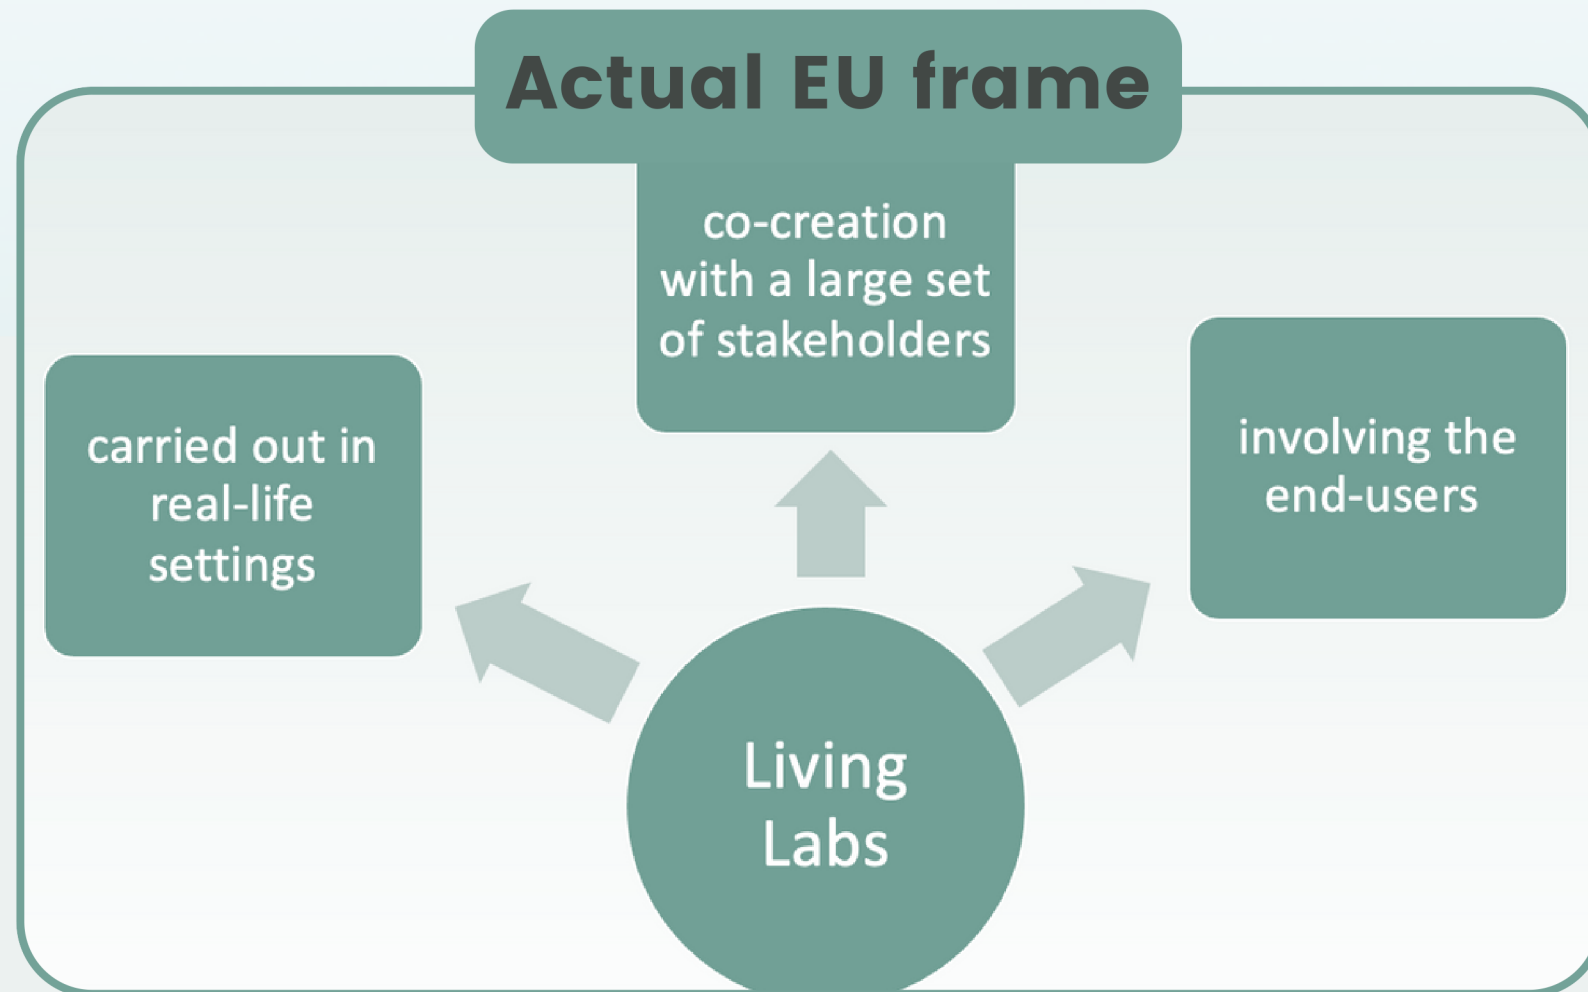 Actual EU frame
co-creation
with a large set
of stakeholders
carried out in
real-life
settings
involving the
end-users
Living
Labs